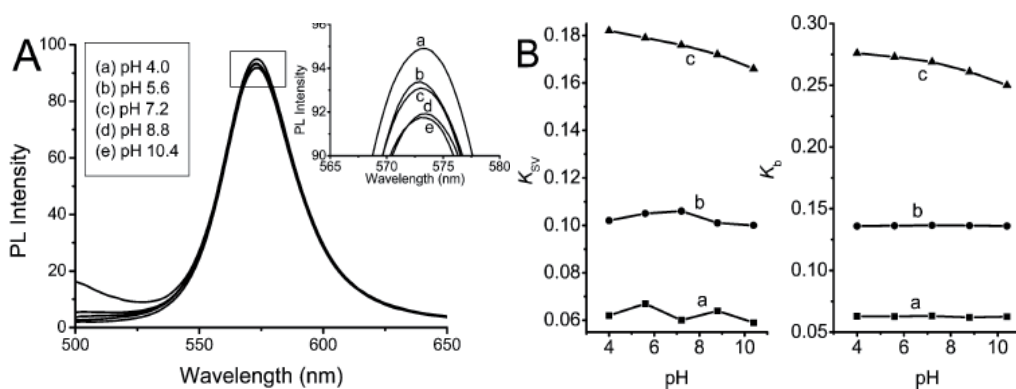 A
100
80
60
40
20
0
PL Intensity
500
550
600
650
Wavelength (nm)
(a) pH 4.0
(b) pH 5.6
(c) pH 7.2
(d) pH 8.8
(e) pH 10.4
96
94
92
90
PL Intensity
565
570
575
580
Wavelength (nm)
a
b
c
d
e
B
0.18
0.16
0.14
0.12
0.10
0.08
0.06
KSV
4
6
8
10
pH
c
b
a
0.30
0.25
0.20
0.15
0.10
0.05
Kb
4
6
8
10
pH
c
b
a